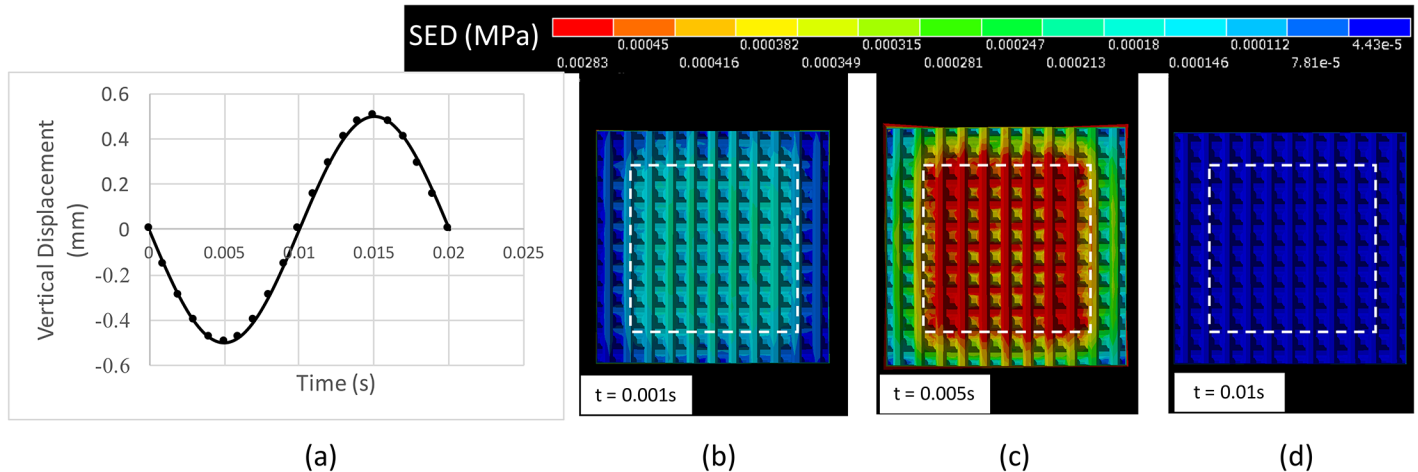 SED (MPa)
0.00045 0.000382 0.000315 0.000247 0.00018 0.000112 4.43e-5
0.00283 0.000416 0.000349 0.000281 0.000213 0.000146 7.81e-5
Vertical Displacement
(mm)
0.6
0.4
0.2
0
-0.2
-0.4
-0.6
0 0.005 0.01 0.015 0.02 0.025
Time (s)
t = 0.001s
t = 0.005s
t = 0.01s
(a) (b) (c) (d)